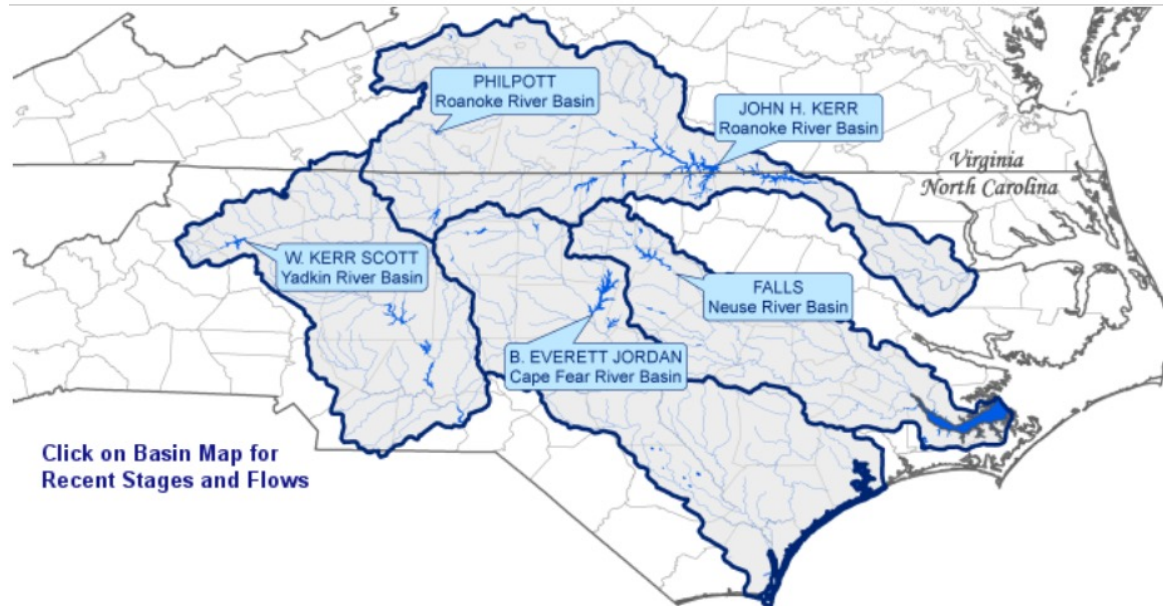 PHILPOTT
Roanoke River Basin
JOHN H. KERR
Roanoke River Basin
Virginia
North Carolina
W. KERR SCOTT
Yadkin River Basin
FALLS
Neuse River Basin
B. EVERETT JORDAN
Cape Fear River Basin
Click on Basin Map for
Recent Stages and Flows